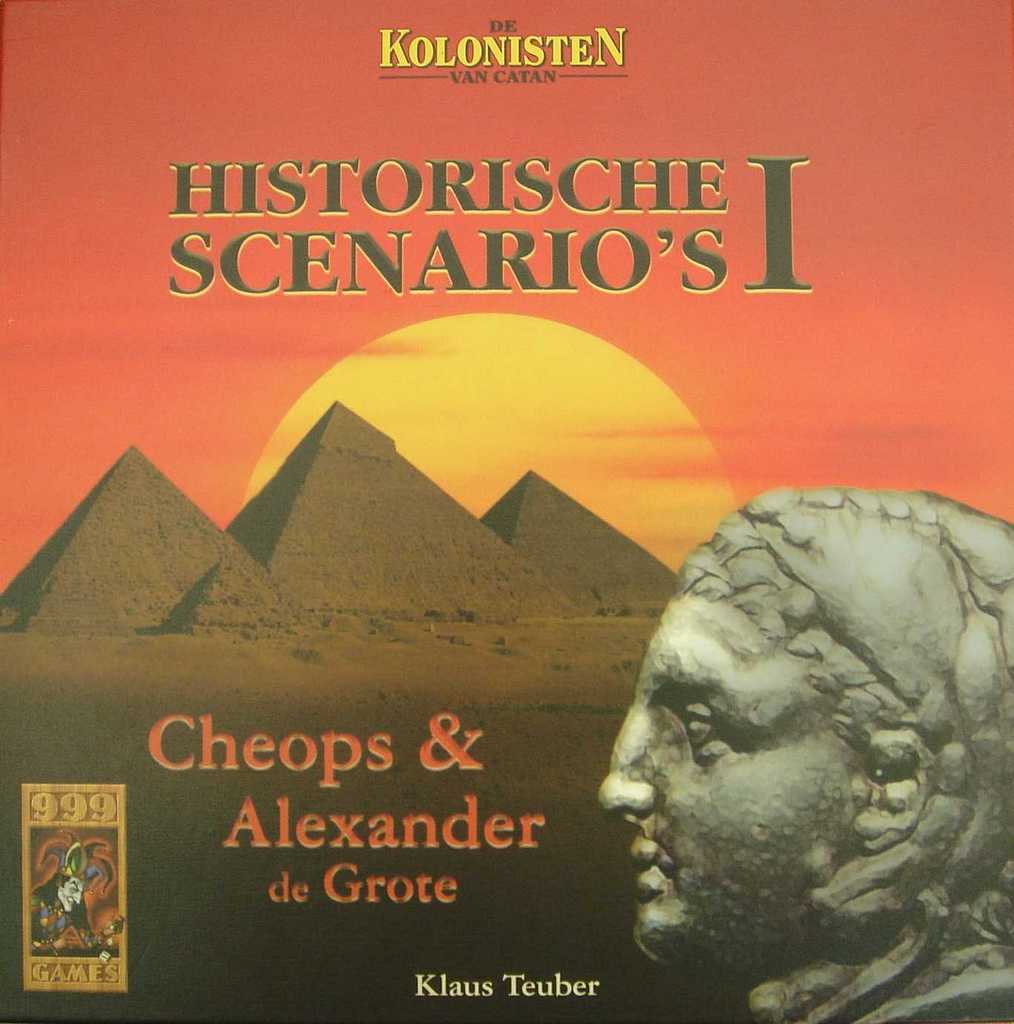 DE
KOLONISTEN
VAN CATAN
HISTORISCHE
SCENARIO'S I
Cheops &
Alexander
de Grote
999
GAMES
Klaus Teuber